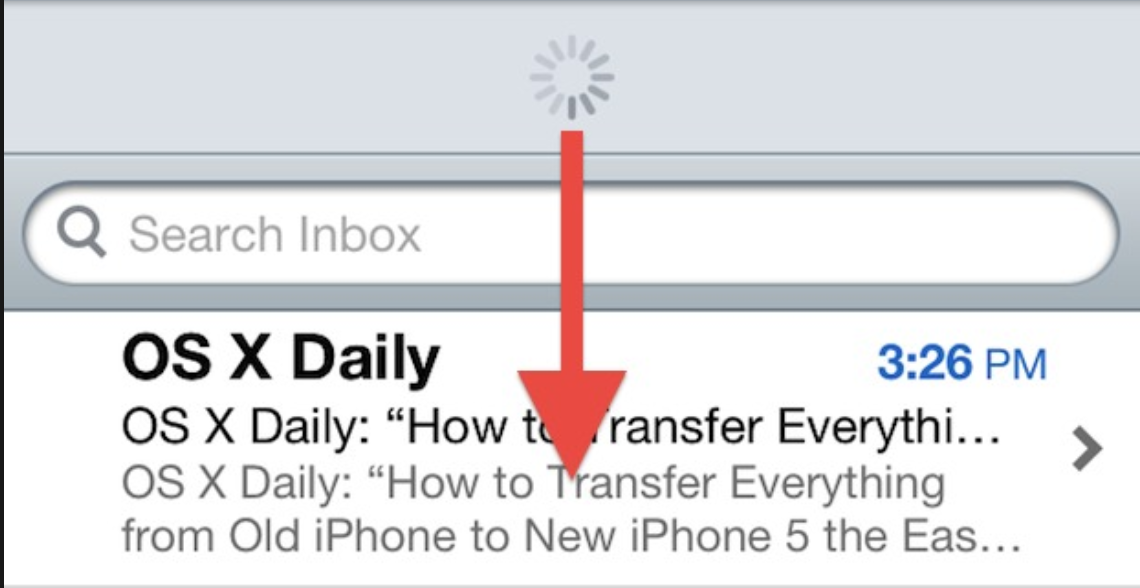 Search Inbox
OS X Daily
3:26 PM
OS X Daily: “How to Transfer Everythi...
OS X Daily: “How to Transfer Everything
from Old iPhone to New iPhone 5 the Eas...